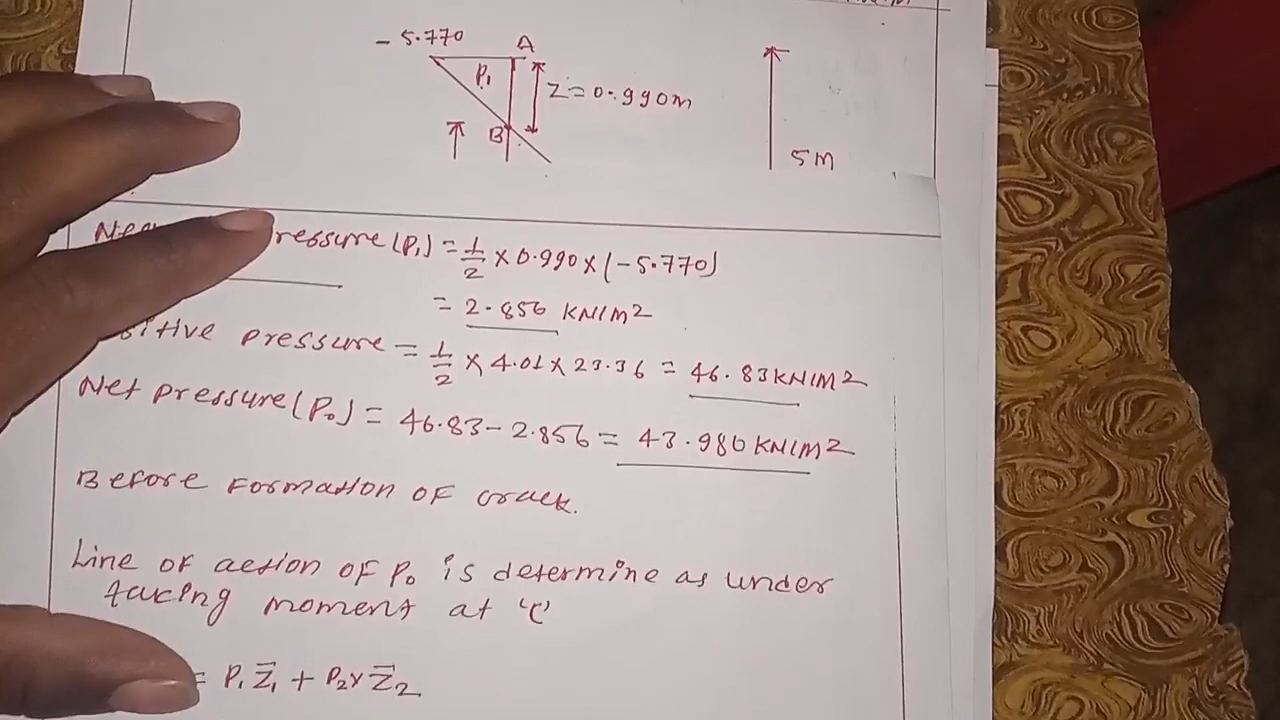 - 5.770 A
P₁ Z = 0.990m
B
5M
pressure (P₁) = 1/2 × 0.990 × (-5.770)
= 2.856 KN/M2
pressure = 1/2 × 4.01 × 23.36 = 46.83 KN/M2
Net pressure (P₀) = 46.83 - 2.856 = 43.980 KN/M2
Before Formation OF crack.
Line OF action OF P₀ is determine as under
taking moment at 'C'
= P₁ Z̄₁ + P₂ × Z̄₂